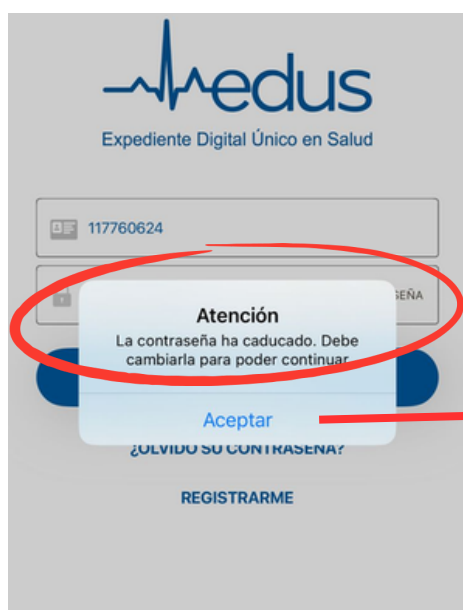 edus
Expediente Digital Único en Salud
117760624
SEÑA
Atención
La contraseña ha caducado. Debe
cambiarla para poder continuar.
Aceptar
¿OLVIDO SU CONTRASEÑA?
REGISTRARME